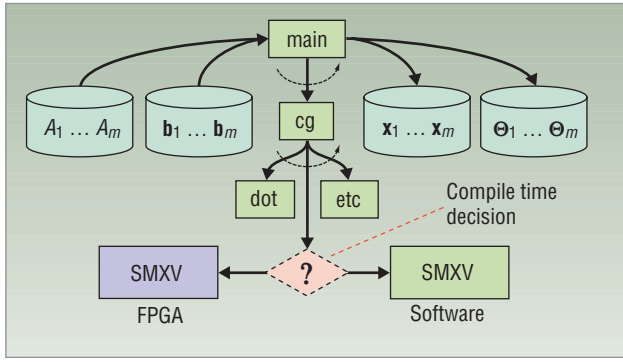 main
A₁ … Aₘ
b₁ … bₘ
x₁ … xₘ
Θ₁ … Θₘ
cg
dot
etc
Compile time
decision
SMXV
?
SMXV
FPGA
Software